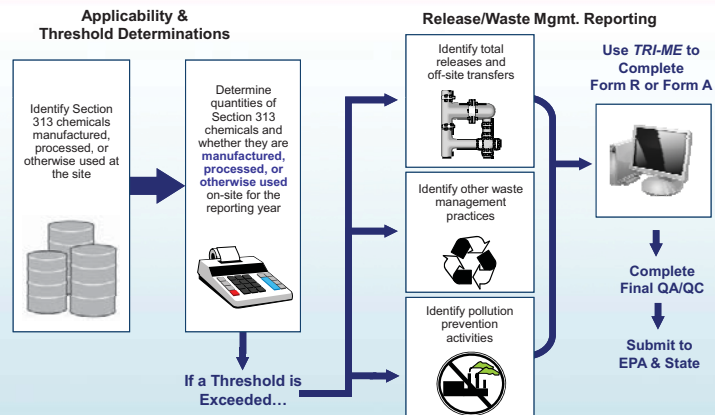 Applicability &
Threshold Determinations
Identify Section
313 chemicals
manufactured,
processed, or
otherwise used at
the site
Determine
quantities of
Section 313
chemicals and
whether they are
manufactured,
processed, or
otherwise used
on-site for the
reporting year
If a Threshold is
Exceeded…
Release/Waste Mgmt. Reporting
Identify total
releases and
off-site transfers
Identify other waste
management
practices
Identify pollution
prevention
activities
Use TRI-ME to
Complete
Form R or Form A
Complete
Final QA/QC
Submit to
EPA & State